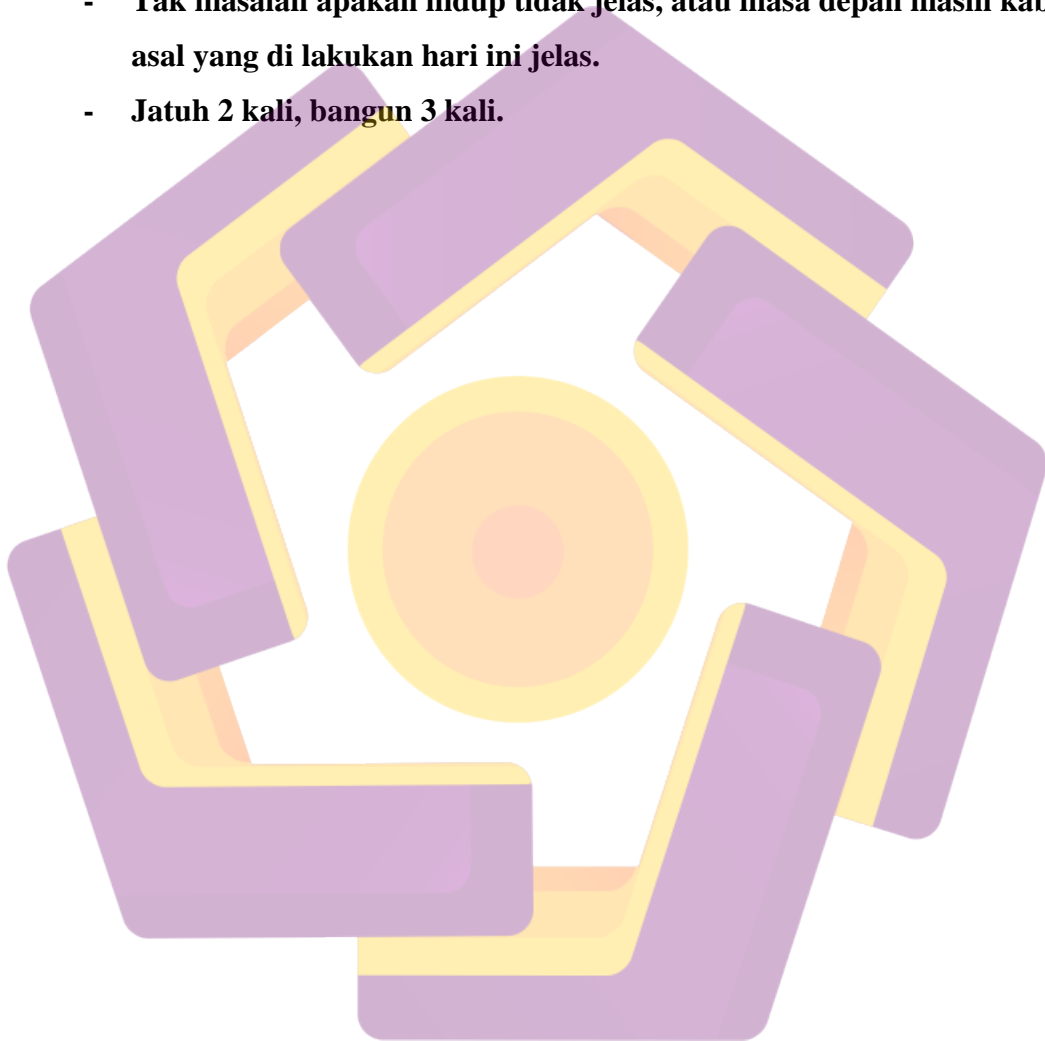 - Tak masalah apakah hidup tidak jelas, atau masa depan masih
asal yang di lakukan hari ini jelas.
- Jatuh 2 kali, bangun 3 kali.